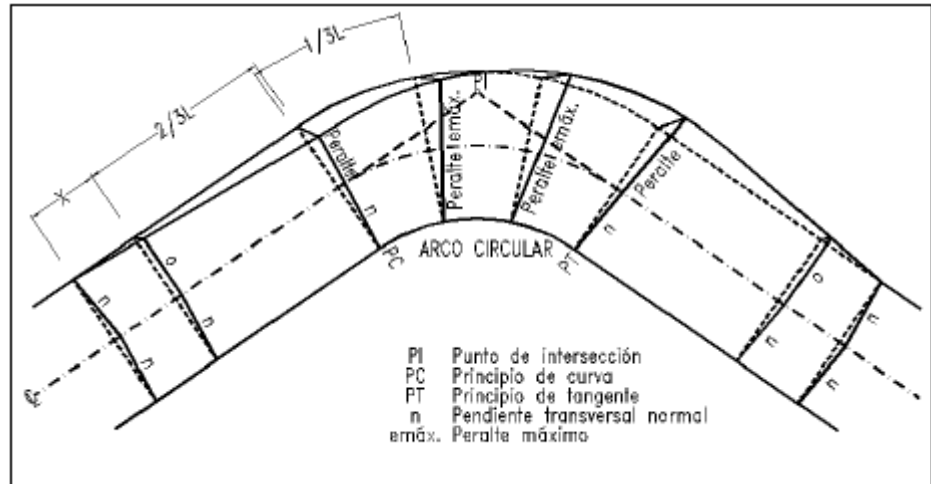 1/3L
2/3L
X
PI
Peralte
Peralte emáx.
Peralte emáx.
Peralte
n
n
o
o
n
n
n
n
n
n
PC
ARCO CIRCULAR
PT
PI Punto de intersección
PC Principio de curva
PT Principio de tangente
n Pendiente transversal normal
emáx. Peralte máximo